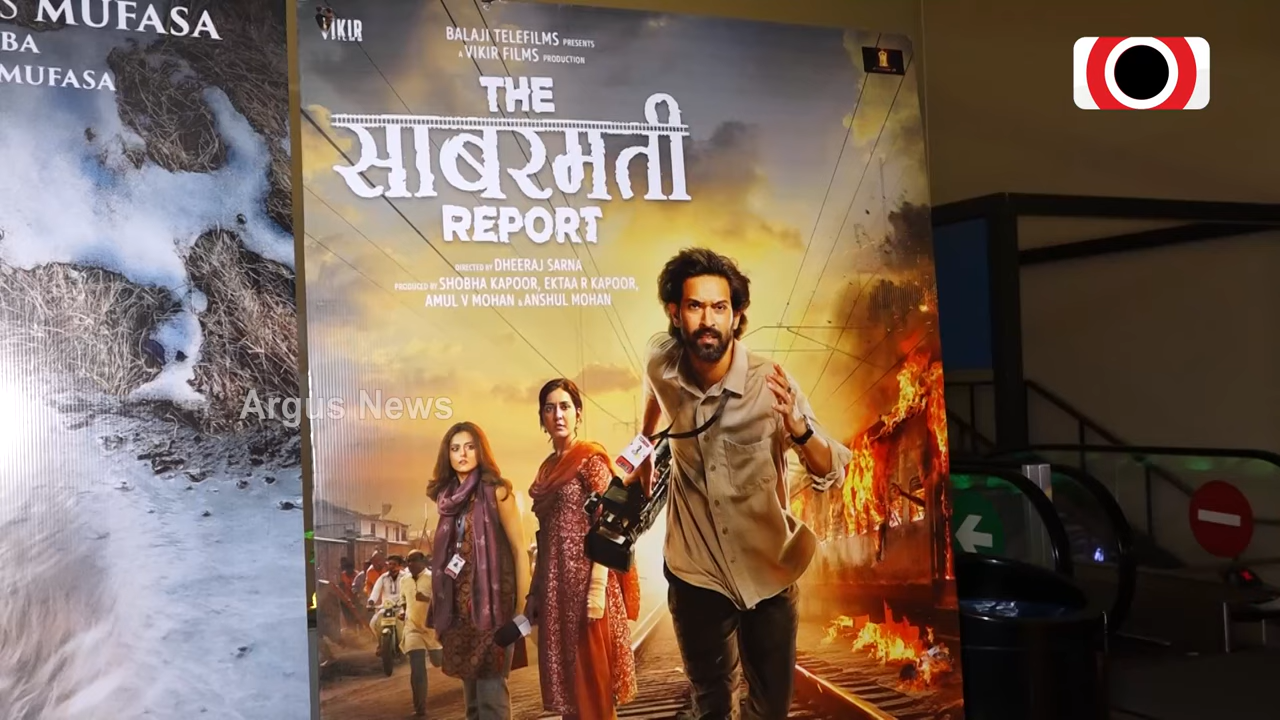 S MUFASA
BA
MUFASA
VIKIR
BALAJI TELEFILMS PRESENTS
A VIKIR FILMS PRODUCTION
THE
साबरमती
REPORT
DIRECTED BY DHEERAJ SARNA
PRODUCED BY SHOBHA KAPOOR, EKTAA R KAPOOR,
AMUL V MOHAN & ANSHUL MOHAN
Argus News